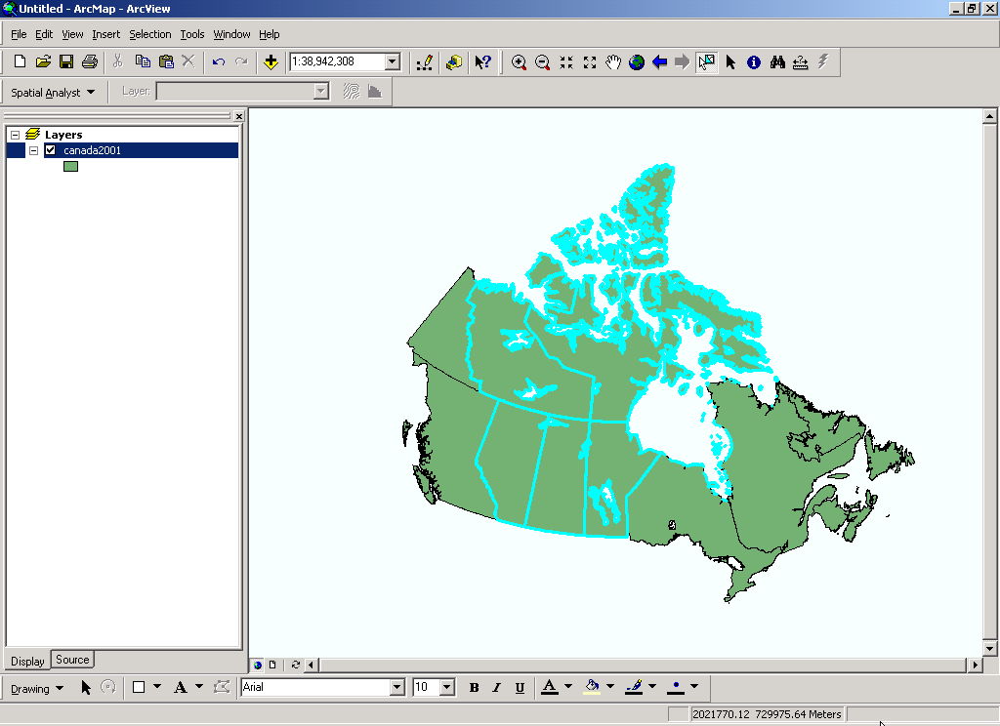 Untitled - ArcMap - ArcView
File Edit View Insert Selection Tools Window Help
1:38,942,308
Spatial Analyst Layer:
Layers
canada2001
Display Source
Drawing A Arial 10 B I U A
2021770.12 729975.64 Meters